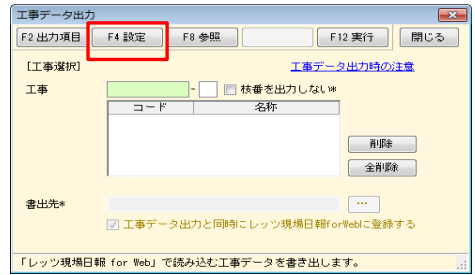 工事データ出力
F2 出力項目 F4 設定 F8 参照 F12 実行 閉じる
[工事選択] 工事データ出力時の注意
工事 - 枝番を出力しない※
コード 名称
削除
全削除
書出先* ...
工事データ出力と同時にレッツ現場日報forWebに登録する
「レッツ現場日報 for Web」で読み込む工事データを書き出します。